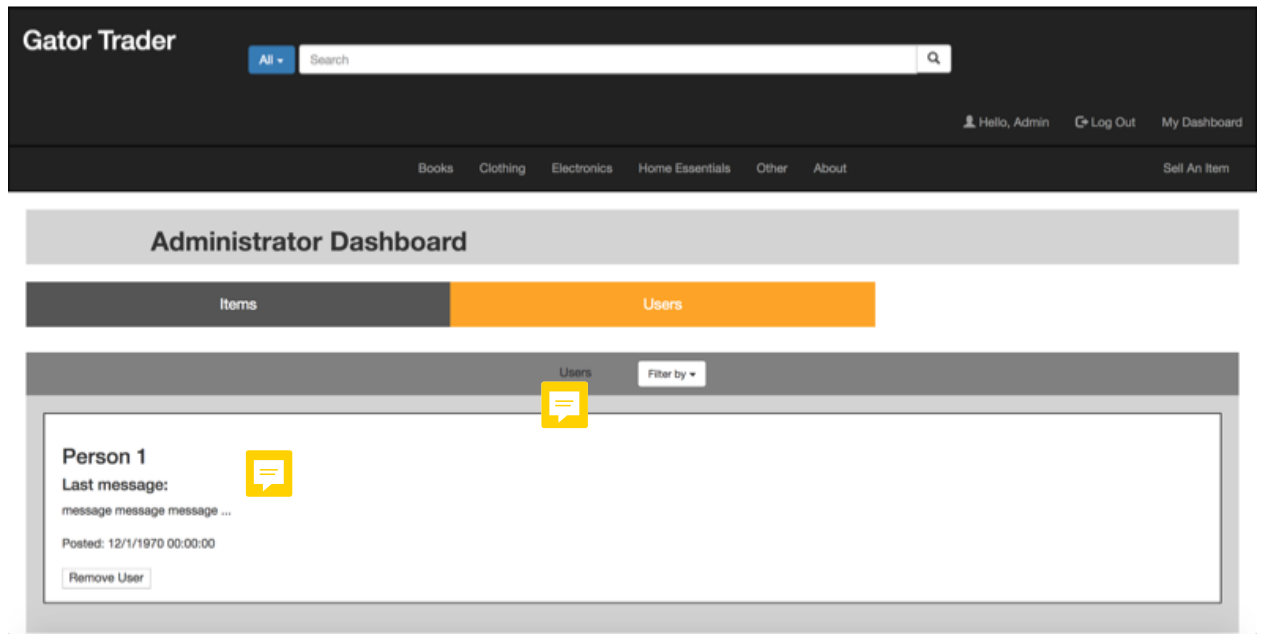 Gator Trader
All
Search
Hello, Admin Log Out My Dashboard
Books Clothing Electronics Home Essentials Other About Sell An Item
Administrator Dashboard
Items Users
Users Filter by
Person 1
Last message:
message message message ...
Posted: 12/1/1970 00:00:00
Remove User